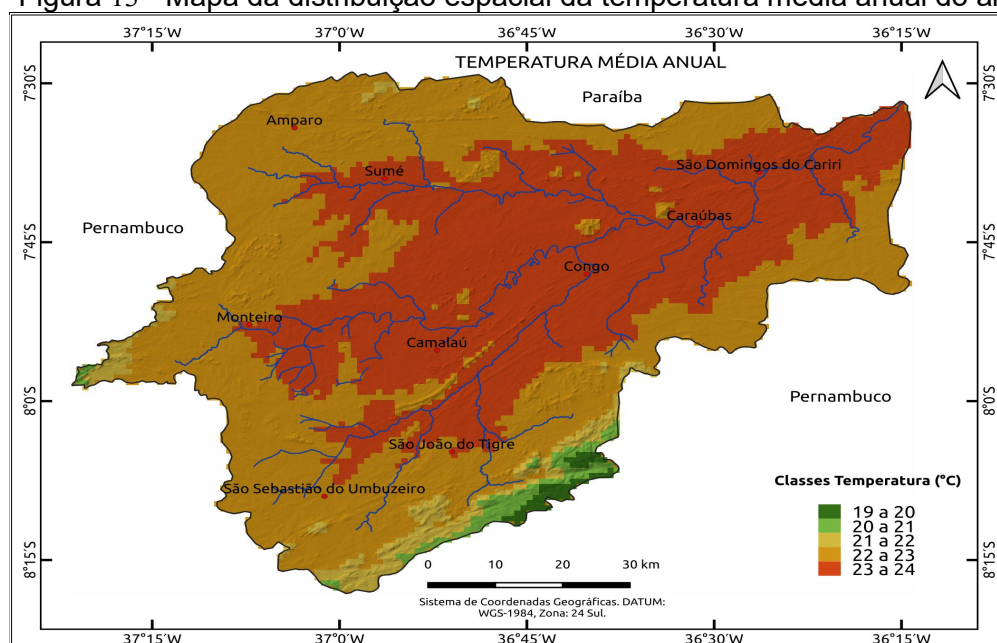 Figura 15 - Mapa da distribuição espacial da temperatura média anual do ar
37°15'W 37°0'W 36°45'W 36°30'W 36°15'W
TEMPERATURA MÉDIA ANUAL
7°30'S
7°30'S
Paraíba
Amparo
São Domingos do Cariri
Sumé
Caraúbas
Pernambuco
7°45'S
7°45'S
Congo
Monteiro
Camalaú
8°0'S
8°0'S
Pernambuco
São João do Tigre
São Sebastião do Umbuzeiro
Classes Temperatura (°C)
19 a 20
20 a 21
21 a 22
22 a 23
23 a 24
8°15'S
8°15'S
0 10 20 30 km
Sistema de Coordenadas Geográficas. DATUM:
WGS-1984, Zona: 24 Sul.
37°15'W 37°0'W 36°45'W 36°30'W 36°15'W